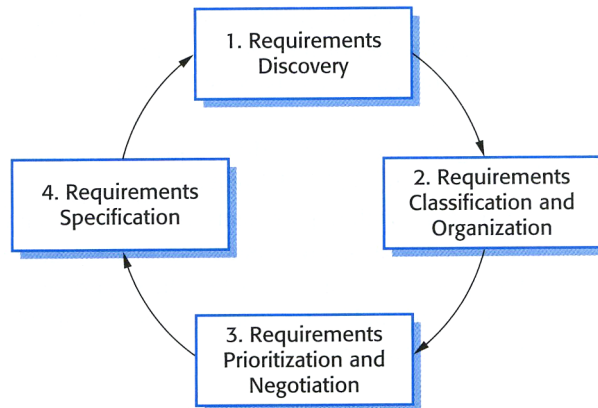 1. Requirements
Discovery
2. Requirements
Classification and
Organization
3. Requirements
Prioritization and
Negotiation
4. Requirements
Specification